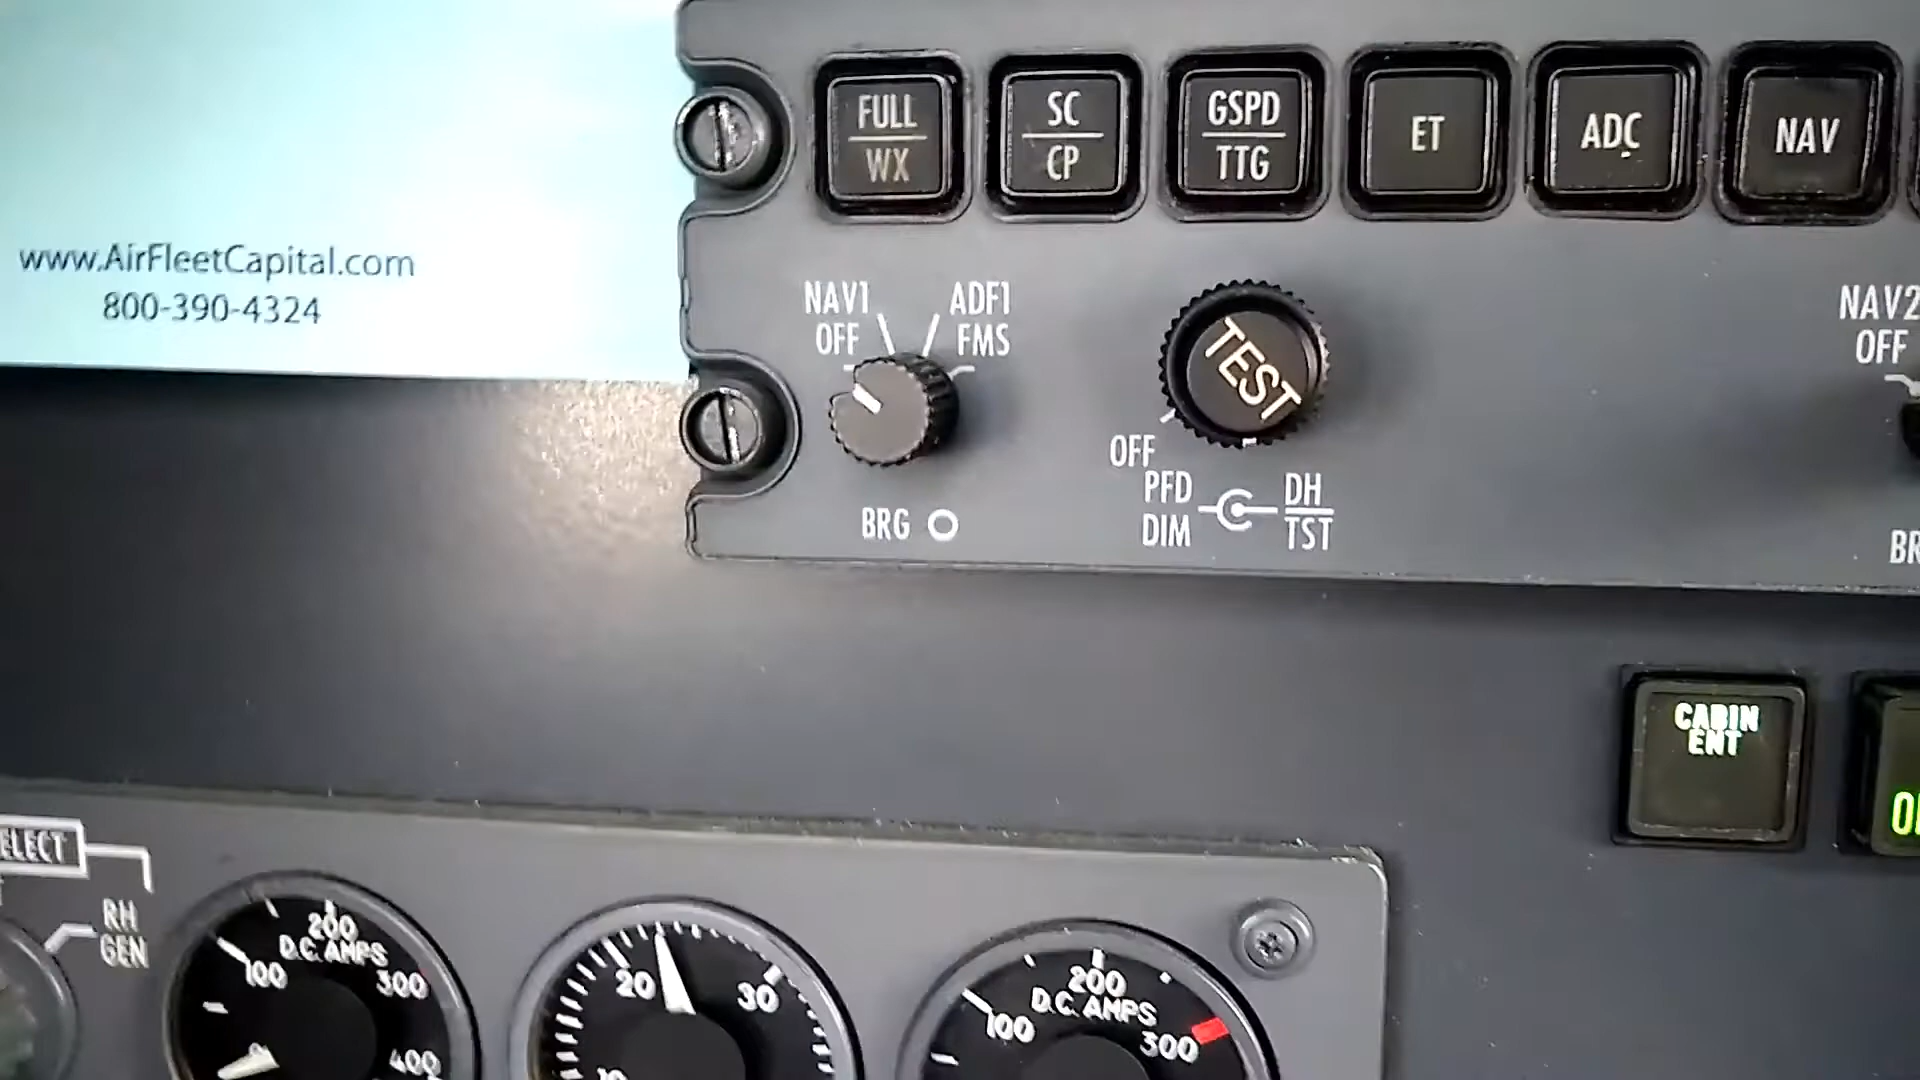 www.AirFleetCapital.com
800-390-4324
FULL
WX
SC
CP
GSPD
TTG
ET
ADC
NAV
NAV1
OFF
ADF1
FMS
BRG
TEST
OFF
PFD
DIM
DH
TST
NAV2
OFF
CABIN
ENT
RH
GEN
200
D.C. AMPS
100
300
400
20
30
200
D.C. AMPS
100
300